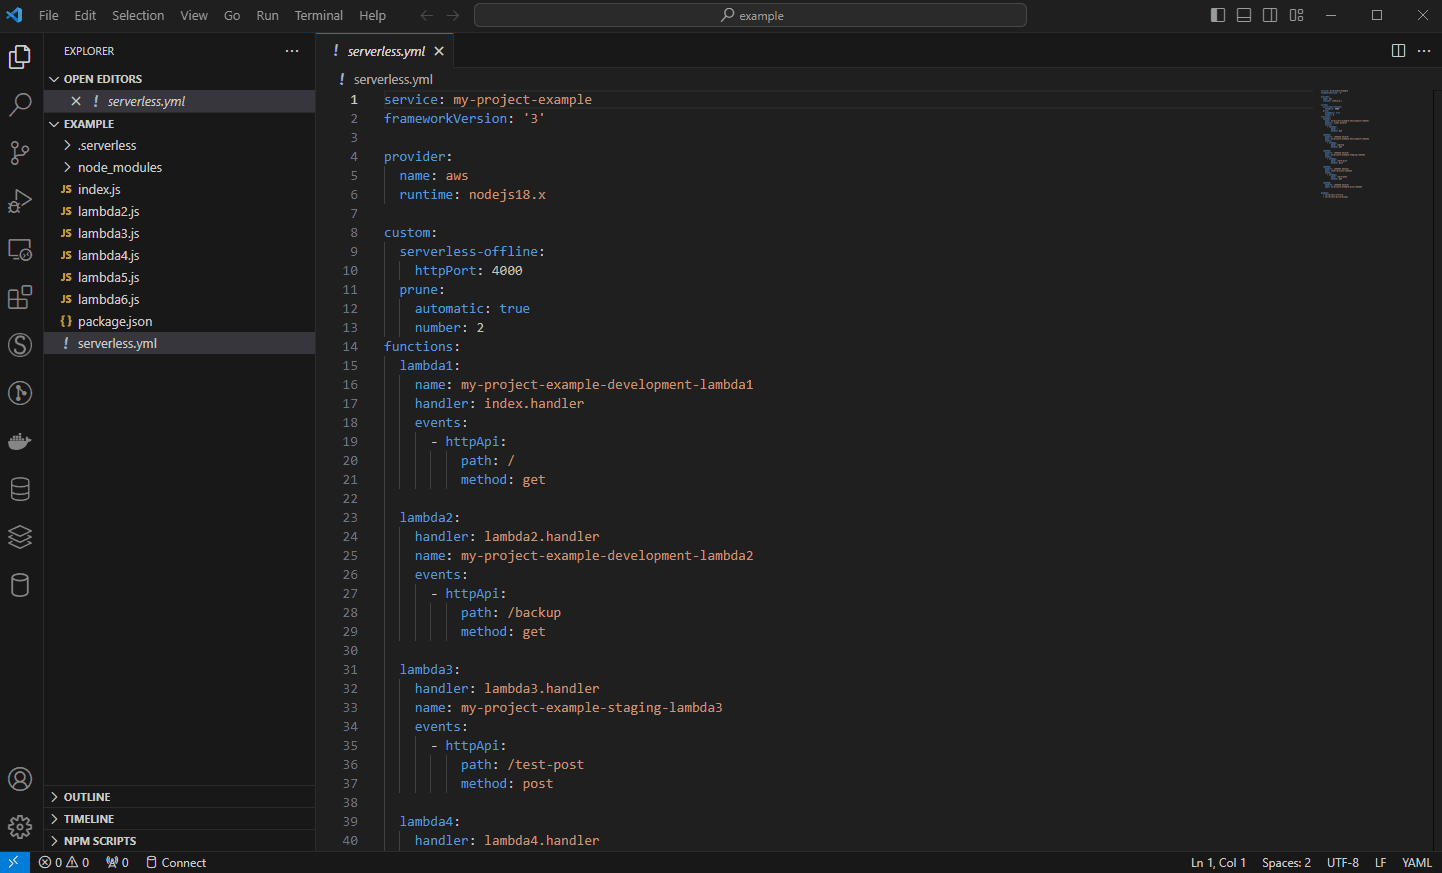 File Edit Selection View Go Run Terminal Help
example
EXPLORER
OPEN EDITORS
! serverless.yml
EXAMPLE
.serverless
node_modules
JS index.js
JS lambda2.js
JS lambda3.js
JS lambda4.js
JS lambda5.js
JS lambda6.js
{} package.json
! serverless.yml
OUTLINE
TIMELINE
NPM SCRIPTS
! serverless.yml
! serverless.yml
1 service: my-project-example
2 frameworkVersion: '3'
3
4 provider:
5 name: aws
6 runtime: nodejs18.x
7
8 custom:
9 serverless-offline:
10 httpPort: 4000
11 prune:
12 automatic: true
13 number: 2
14 functions:
15 lambda1:
16 name: my-project-example-development-lambda1
17 handler: index.handler
18 events:
19 - httpApi:
20 path: /
21 method: get
22
23 lambda2:
24 handler: lambda2.handler
25 name: my-project-example-development-lambda2
26 events:
27 - httpApi:
28 path: /backup
29 method: get
30
31 lambda3:
32 handler: lambda3.handler
33 name: my-project-example-staging-lambda3
34 events:
35 - httpApi:
36 path: /test-post
37 method: post
38
39 lambda4:
40 handler: lambda4.handler
0 0 0 Connect
Ln 1, Col 1 Spaces: 2 UTF-8 LF YAML